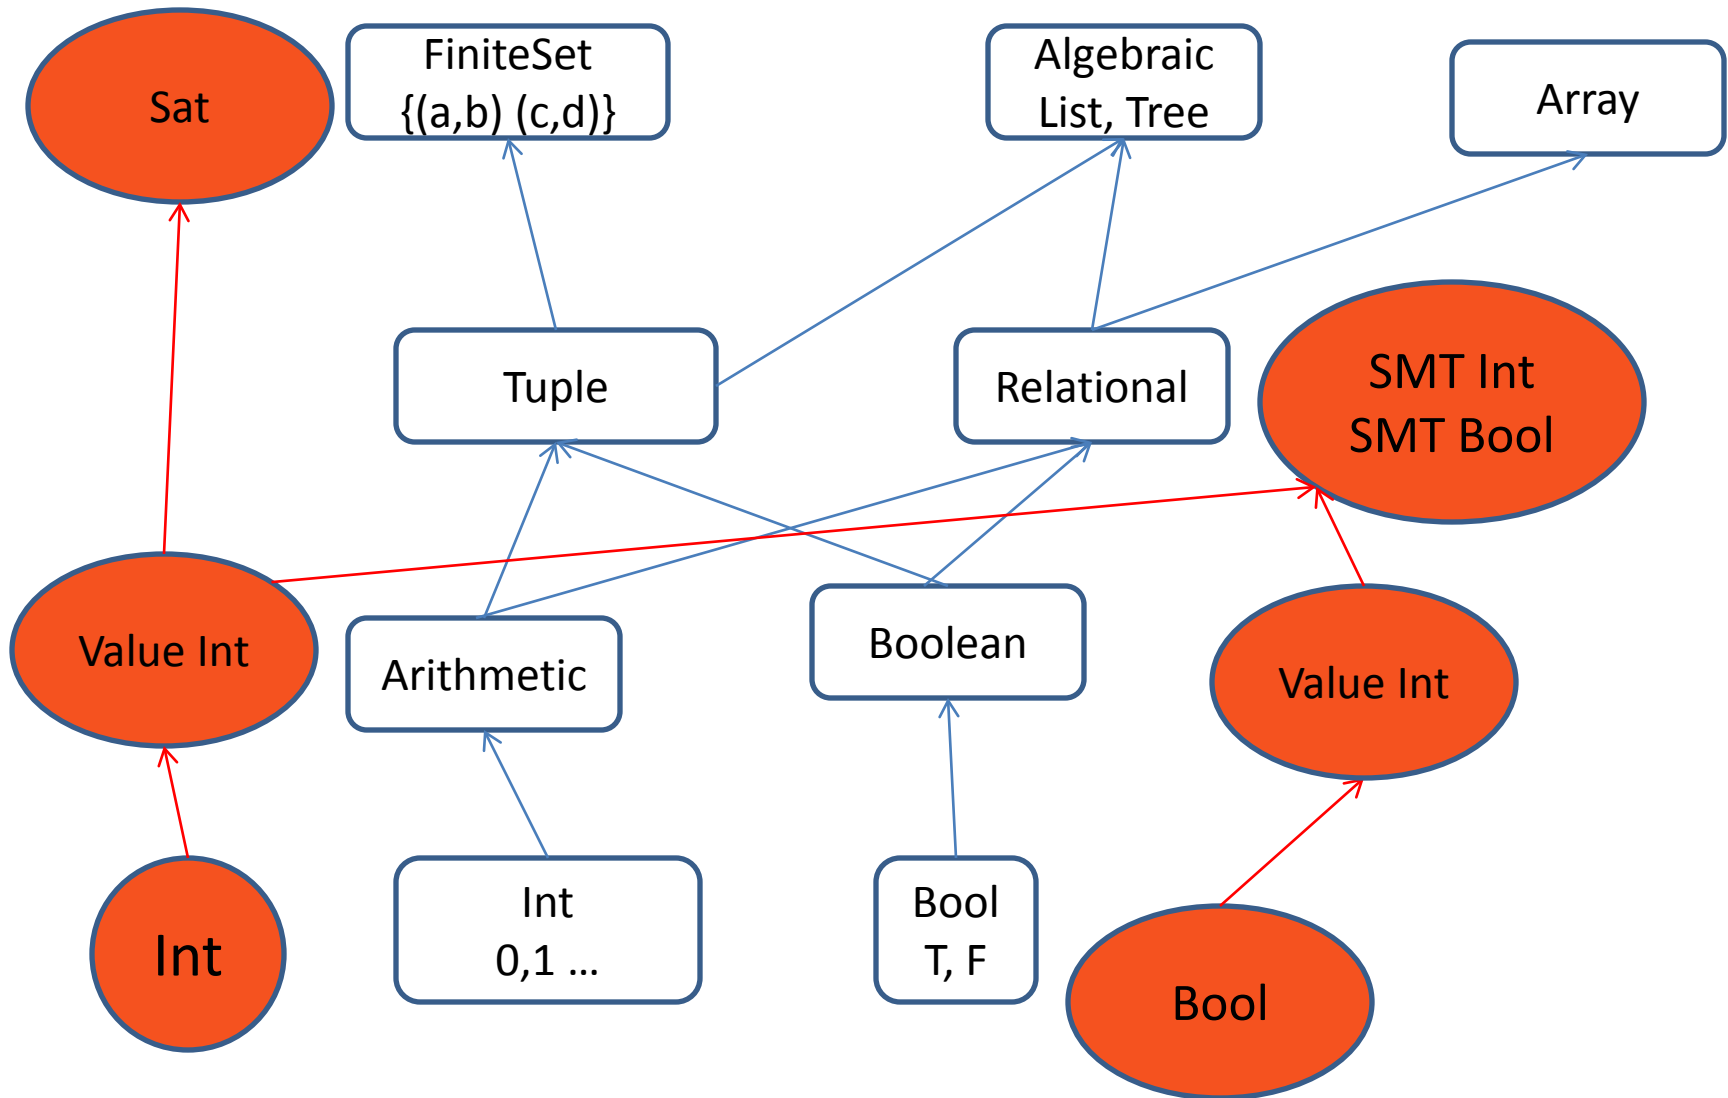 Sat
FiniteSet
{(a,b) (c,d)}
Algebraic
List, Tree
Array
Tuple
Relational
SMT Int
SMT Bool
Value Int
Arithmetic
Boolean
Value Int
Int
Int
0,1 ...
Bool
T, F
Bool